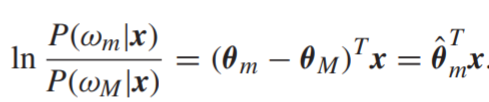 ln P(ω_m|x) / P(ω_M|x) = (θ_m − θ_M)^T x = θ̂_m^T x.